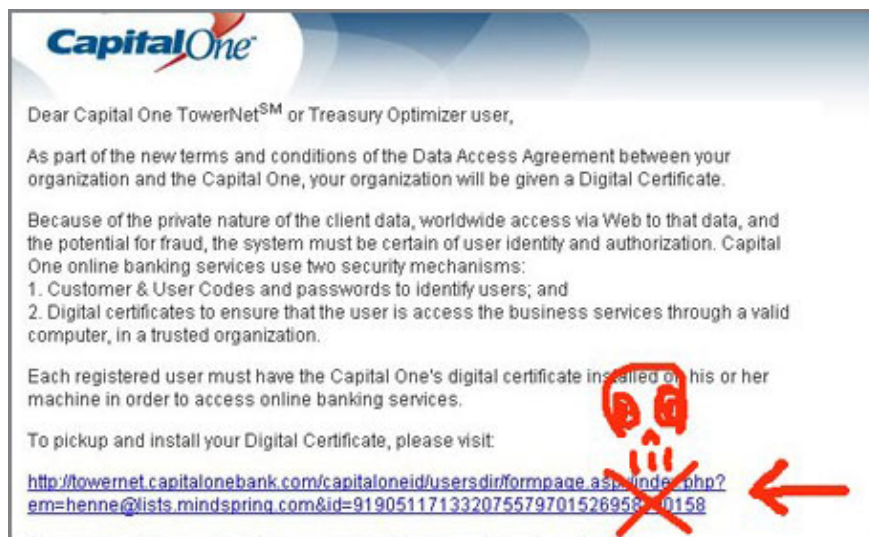 CapitalOne
Dear Capital One TowerNetSM or Treasury Optimizer user,
As part of the new terms and conditions of the Data Access Agreement between your
organization and the Capital One, your organization will be given a Digital Certificate.
Because of the private nature of the client data, worldwide access via Web to that data, and
the potential for fraud, the system must be certain of user identity and authorization. Capital
One online banking services use two security mechanisms:
1. Customer & User Codes and passwords to identify users; and
2. Digital certificates to ensure that the user is access the business services through a valid
computer, in a trusted organization.
Each registered user must have the Capital One's digital certificate installed on his or her
machine in order to access online banking services.
To pickup and install your Digital Certificate, please visit:
http://towernet.capitalonebank.com/capitaloneid/usersdir/formpage.asp/index.php?